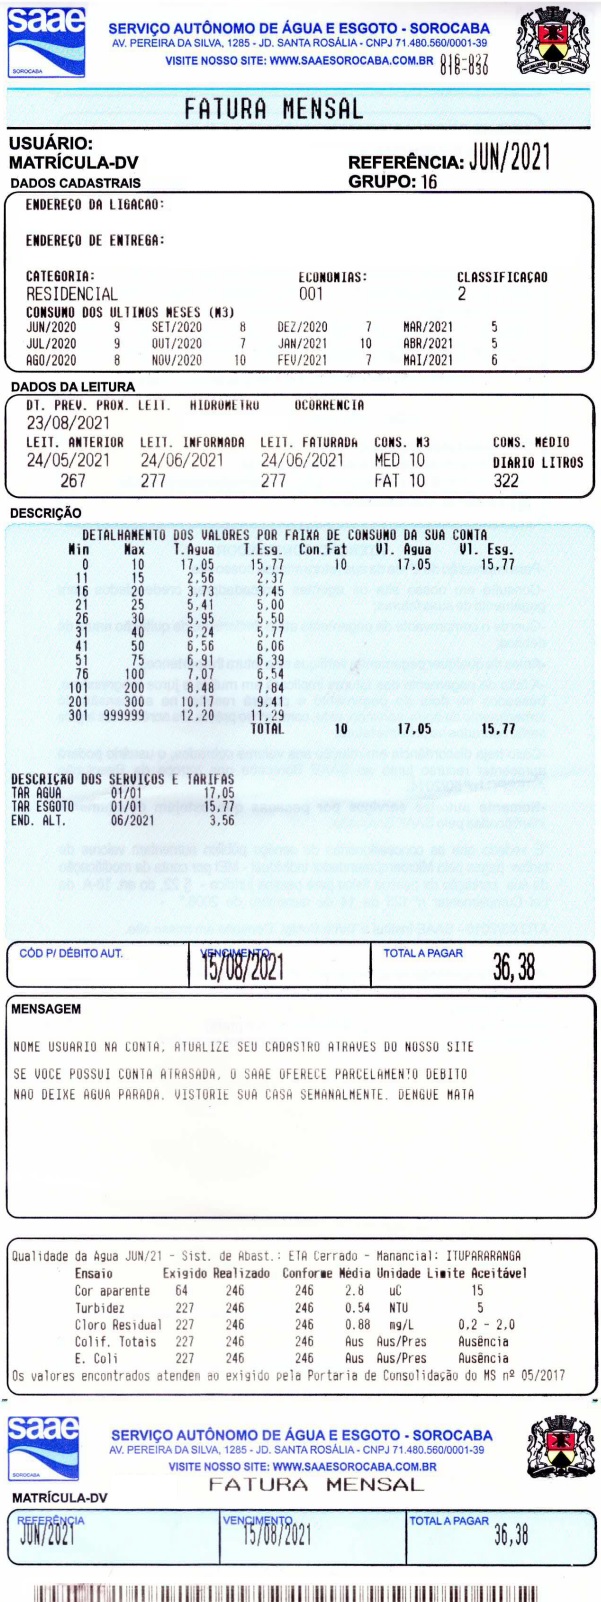 saae
SOROCABA
SERVIÇO AUTÔNOMO DE ÁGUA E ESGOTO - SOROCABA
AV. PEREIRA DA SILVA, 1285 - JD. SANTA ROSÁLIA - CNPJ 71.480.560/0001-39
VISITE NOSSO SITE: WWW.SAAESOROCABA.COM.BR
FATURA MENSAL
USUÁRIO:
MATRÍCULA-DV REFERÊNCIA: JUN/2021
DADOS CADASTRAIS GRUPO: 16
ENDEREÇO DA LIGACAO:
ENDEREÇO DE ENTREGA:
CATEGORIA: ECONOMIAS: CLASSIFICAÇAO
RESIDENCIAL 001 2
CONSUMO DOS ULTIMOS MESES (M3)
JUN/2020 9 SET/2020 8 DEZ/2020 7 MAR/2021 5
JUL/2020 9 OUT/2020 7 JAN/2021 10 ABR/2021 5
AGO/2020 8 NOV/2020 10 FEV/2021 7 MAI/2021 6
DADOS DA LEITURA
DT. PREV. PROX. LEIT. HIDROMETRO OCORRENCIA
23/08/2021
LEIT. ANTERIOR LEIT. INFORMADA LEIT. FATURADA CONS. M3 CONS. MÉDIO
24/05/2021 24/06/2021 24/06/2021 MED 10 DIARIO LITROS
267 277 277 FAT 10 322
DESCRIÇÃO
DETALHAMENTO DOS VALORES POR FAIXA DE CONSUMO DA SUA CONTA
Min Max T.Agua T.Esg. Con.Fat Vl. Agua Vl. Esg.
0 10 17,05 15,77 10 17,05 15,77
11 15 2,56 2,37
16 20 3,73 3,45
21 25 5,41 5,00
26 30 5,95 5,50
31 40 6,24 5,77
41 50 6,56 6,06
51 75 6,91 6,39
76 100 7,07 6,54
101 200 8,48 7,84
201 300 10,17 9,41
301 999999 12,20 11,29
TOTAL 10 17,05 15,77
DESCRIÇÃO DOS SERVIÇOS E TARIFAS
TAR AGUA 01/01 17,05
TAR ESGOTO 01/01 15,77
END. ALT. 06/2021 3,56
CÓD P/ DÉBITO AUT. VENCIMENTO TOTAL A PAGAR
15/08/2021 36,38
MENSAGEM
NOME USUARIO NA CONTA, ATUALIZE SEU CADASTRO ATRAVES DO NOSSO SITE
SE VOCE POSSUI CONTA ATRASADA, O SAAE OFERECE PARCELAMENTO DEBITO
NAO DEIXE AGUA PARADA. VISTORIE SUA CASA SEMANALMENTE. DENGUE MATA
Qualidade da Agua JUN/21 - Sist. de Abast.: ETA Cerrado - Manancial: ITUPARARANGA
Ensaio Exigido Realizado Conforme Média Unidade Limite Aceitável
Cor aparente 64 246 246 2.8 uC 15
Turbidez 227 246 246 0.54 NTU 5
Cloro Residual 227 246 246 0.88 mg/L 0,2 - 2,0
Colif. Totais 227 246 246 Aus Aus/Pres Ausência
E. Coli 227 246 246 Aus Aus/Pres Ausência
Os valores encontrados atendem ao exigido pela Portaria de Consolidação do MS nº 05/2017
saae
SOROCABA
SERVIÇO AUTÔNOMO DE ÁGUA E ESGOTO - SOROCABA
AV. PEREIRA DA SILVA, 1285 - JD. SANTA ROSÁLIA - CNPJ 71.480.560/0001-39
VISITE NOSSO SITE: WWW.SAAESOROCABA.COM.BR
FATURA MENSAL
MATRÍCULA-DV
REFERÊNCIA VENCIMENTO TOTAL A PAGAR
JUN/2021 15/08/2021 36,38